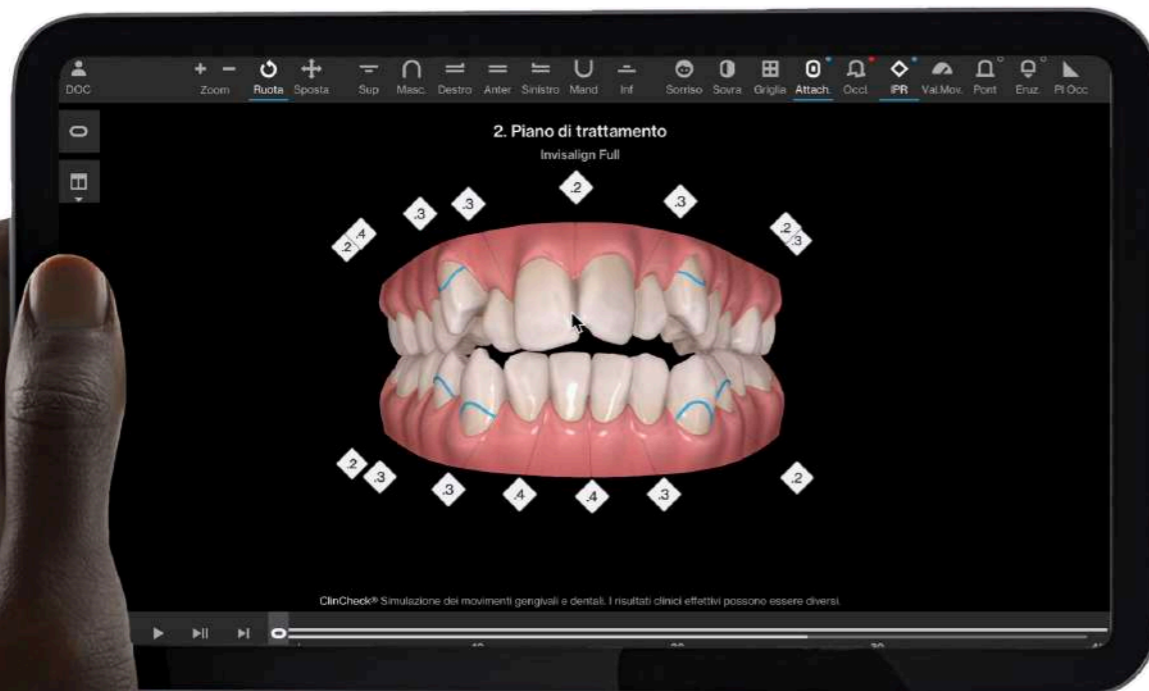 DOC
Zoom Ruota Sposta Sup Masc. Destro Anter Sinistro Mand Inf Sorriso Sovra Griglia Attach. Occl. IPR Val.Mov. Pont Eruz. Pl Occ
2. Piano di trattamento
Invisalign Full
.2
.3 .3 .3
.2 .4 .2 .3
.2 .3 .3 .4 .4 .3 .2
ClinCheck® Simulazione dei movimenti gengivali e dentali. I risultati clinici effettivi possono essere diversi.